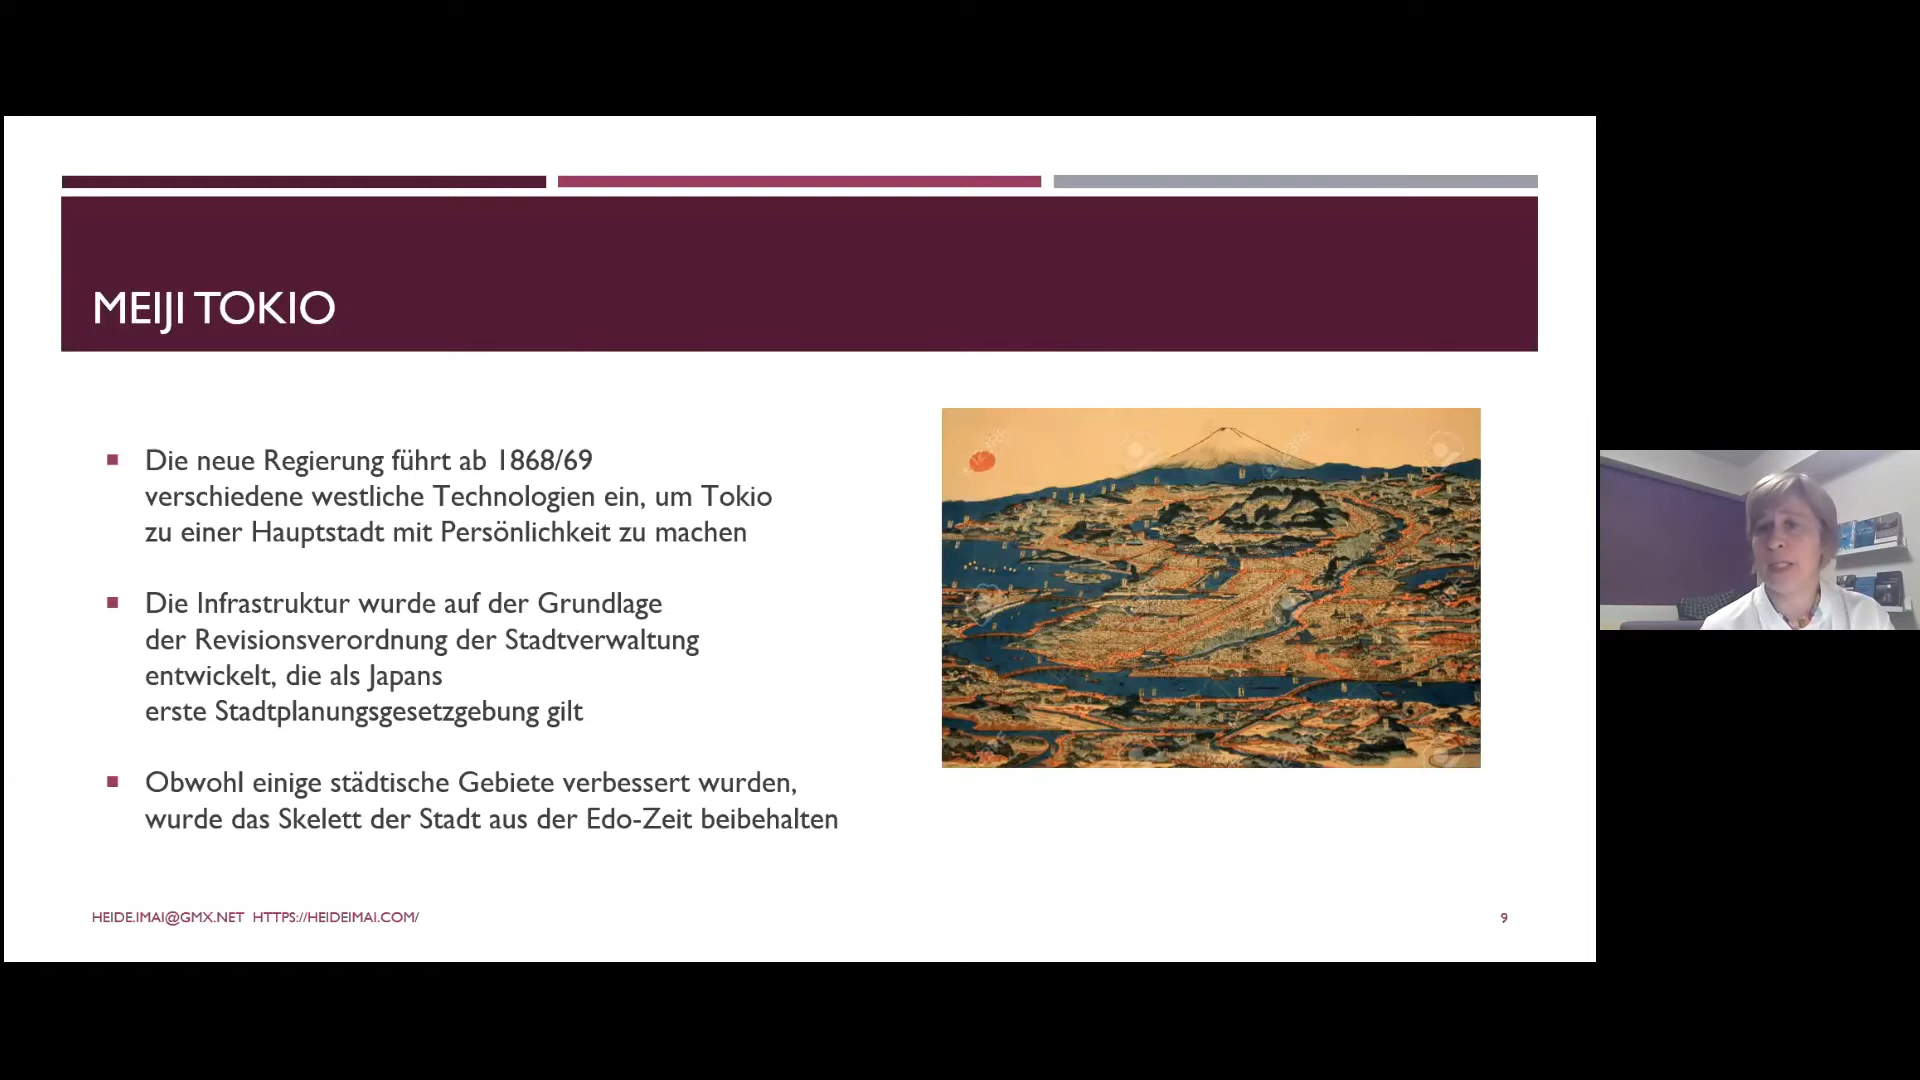 MEIJI TOKIO
Die neue Regierung führt ab 1868/69
verschiedene westliche Technologien ein, um Tokio
zu einer Hauptstadt mit Persönlichkeit zu machen
Die Infrastruktur wurde auf der Grundlage
der Revisionsverordnung der Stadtverwaltung
entwickelt, die als Japans
erste Stadtplanungsgesetzgebung gilt
Obwohl einige städtische Gebiete verbessert wurden,
wurde das Skelett der Stadt aus der Edo-Zeit beibehalten
HEIDE.IMAI@GMX.NET HTTPS://HEIDEIMAI.COM/
9